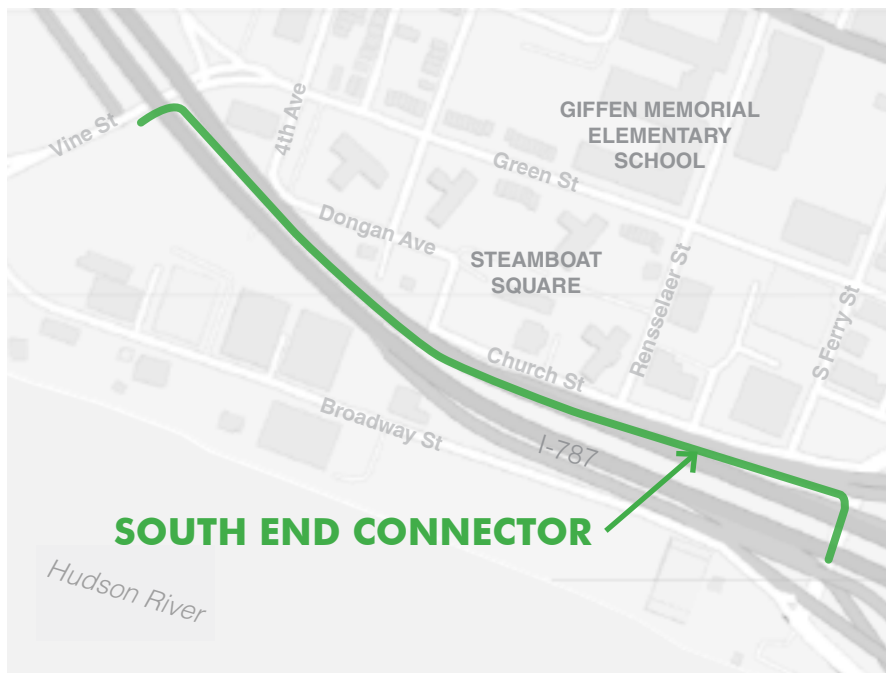 GIFFEN MEMORIAL
ELEMENTARY
SCHOOL
4th Ave
Vine St
Green St
Dongan Ave
STEAMBOAT
SQUARE
Rensselaer St
S Ferry St
Church St
Broadway St
I-787
SOUTH END CONNECTOR
Hudson River